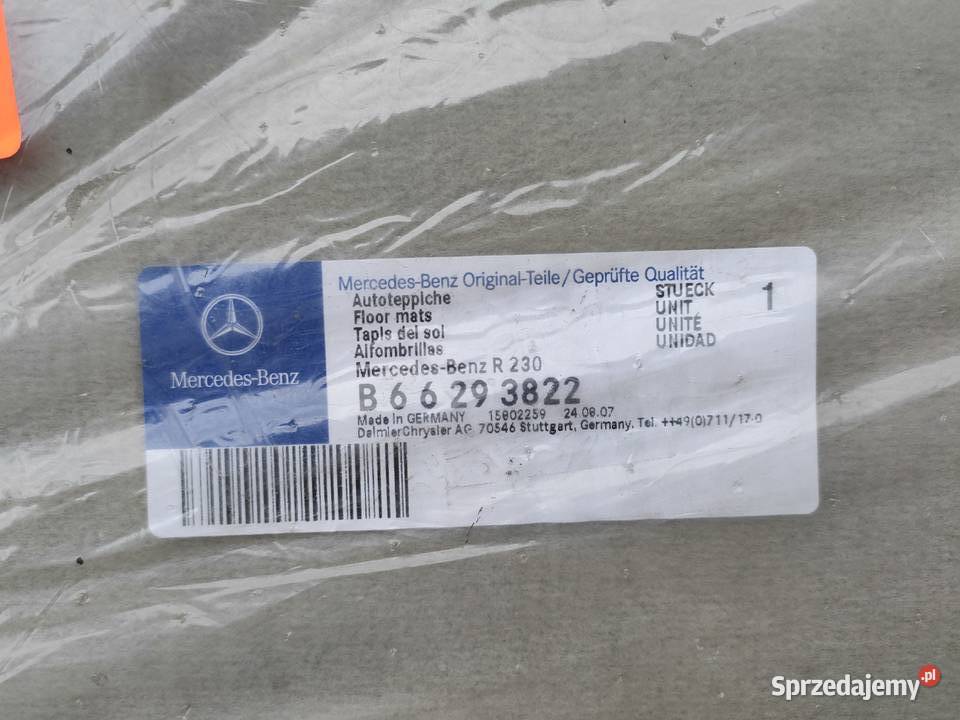 Mercedes-Benz Original-Teile/Geprüfte Qualität
Autoteppiche
Floor mats
Tapis del sol
Alfombrillas
Mercedes-Benz R 230
STUECK
UNIT
UNITÉ
UNIDAD
1
B 6 6 29 3822
Made in GERMANY 15802259 24.08.07
DaimlerChrysler AG 70546 Stuttgart, Germany. Tel. ++49(0)711/17-0
Mercedes-Benz
Sprzedajemy.pl